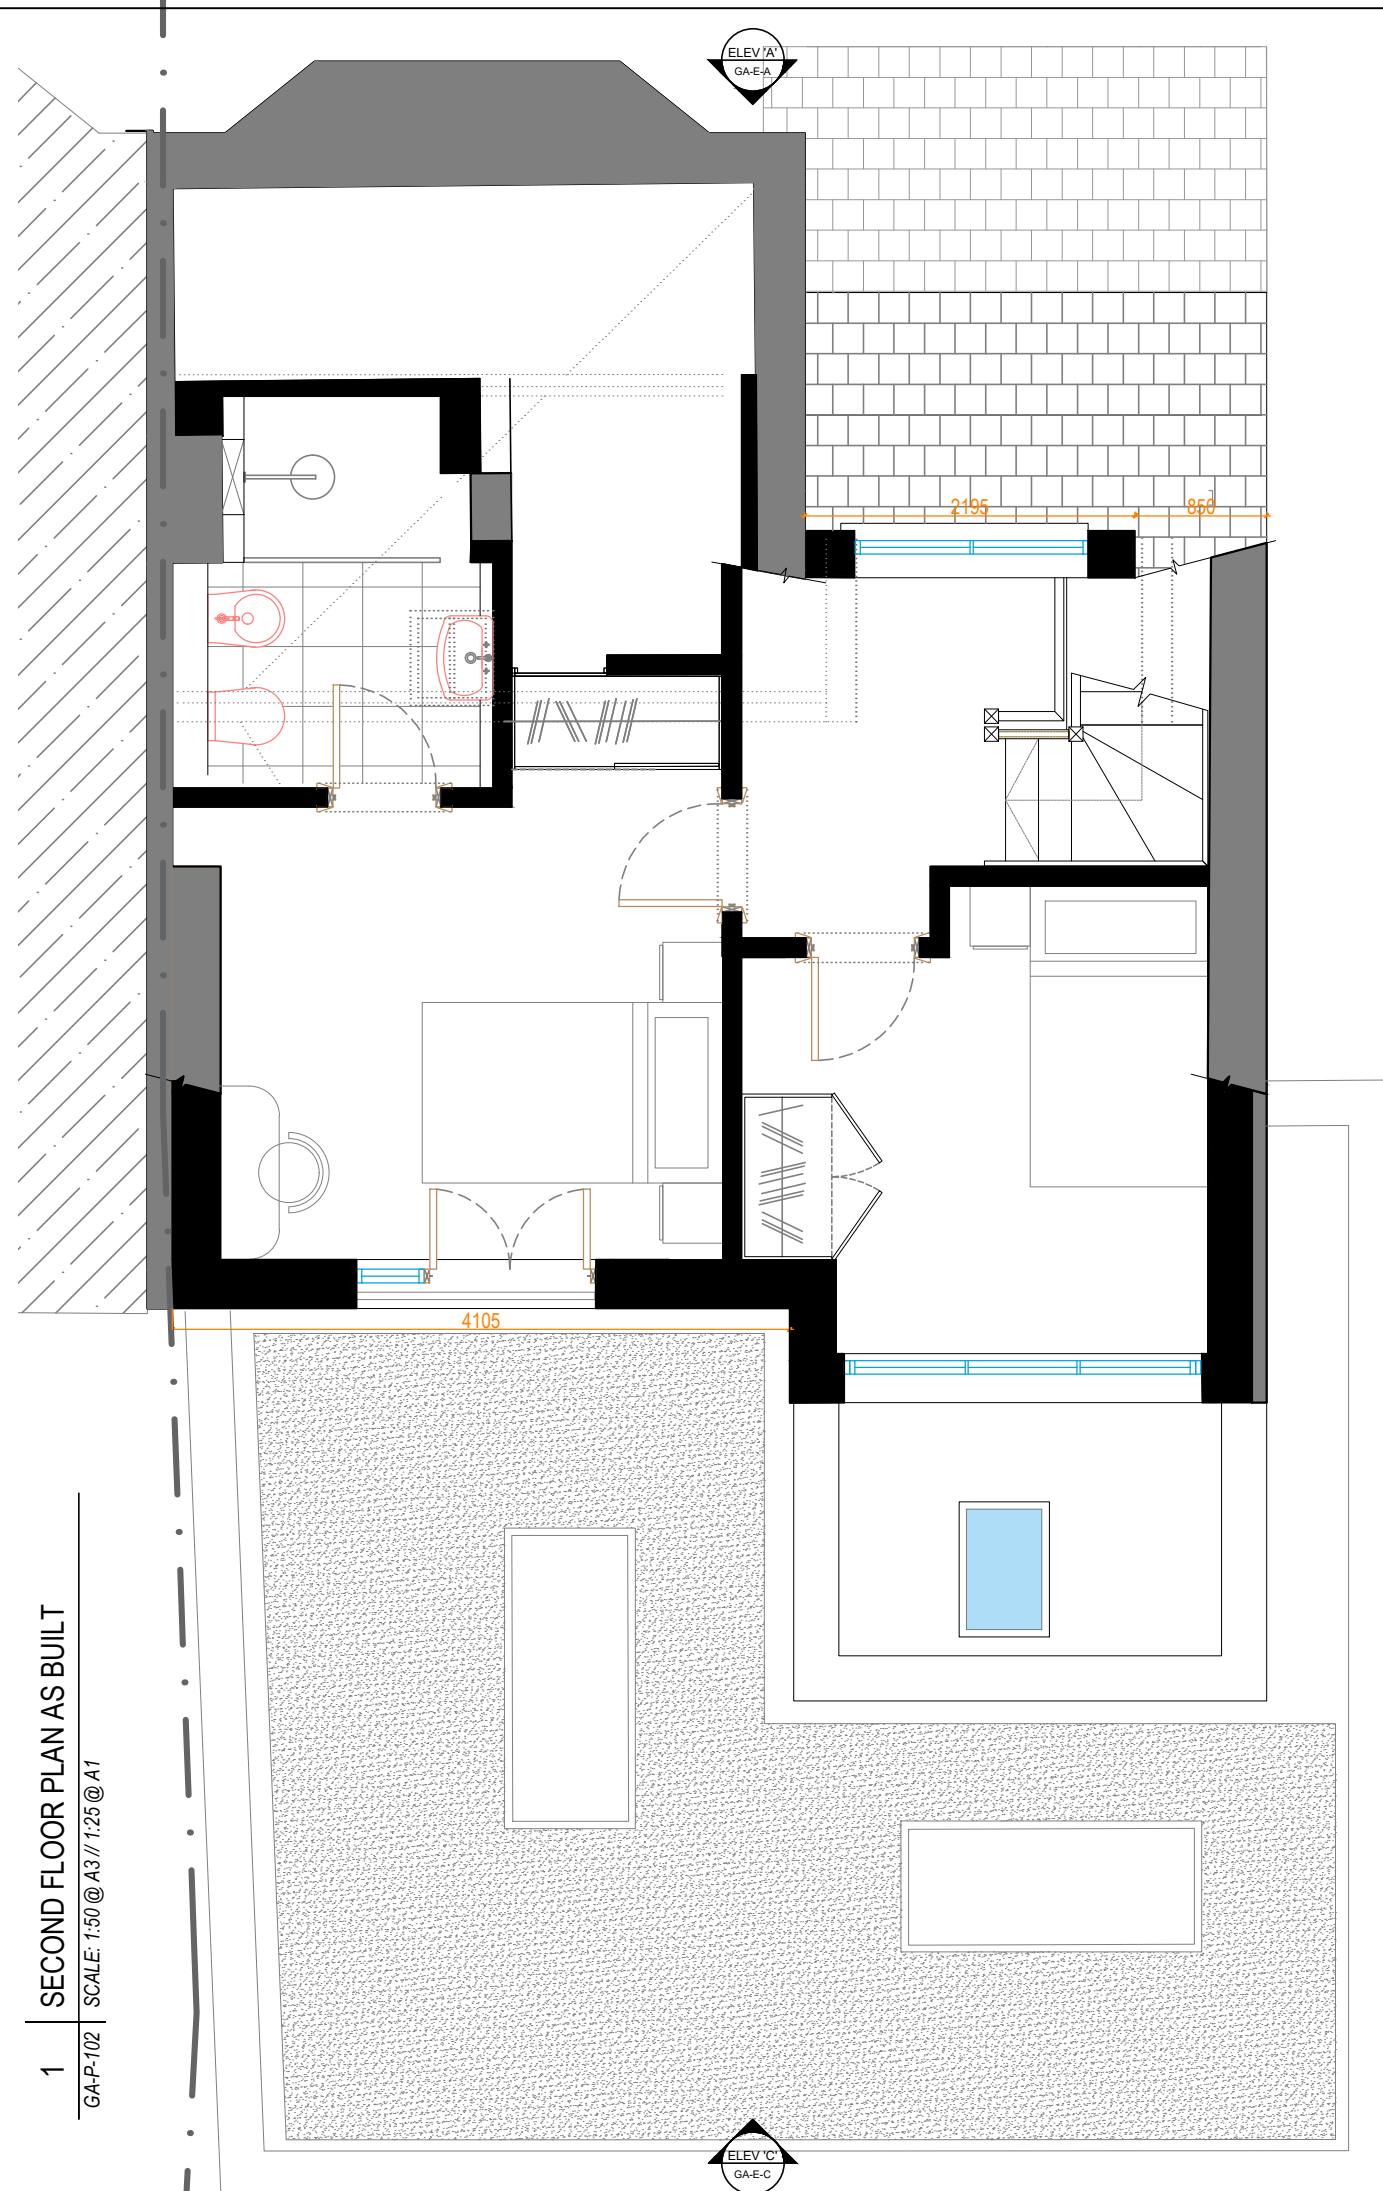 ELEV 'A'
GA-E-A
2195
850
4105
1 SECOND FLOOR PLAN AS BUILT
GA-P-102 SCALE: 1:50 @ A3 // 1:25 @ A1
ELEV 'C'
GA-E-C